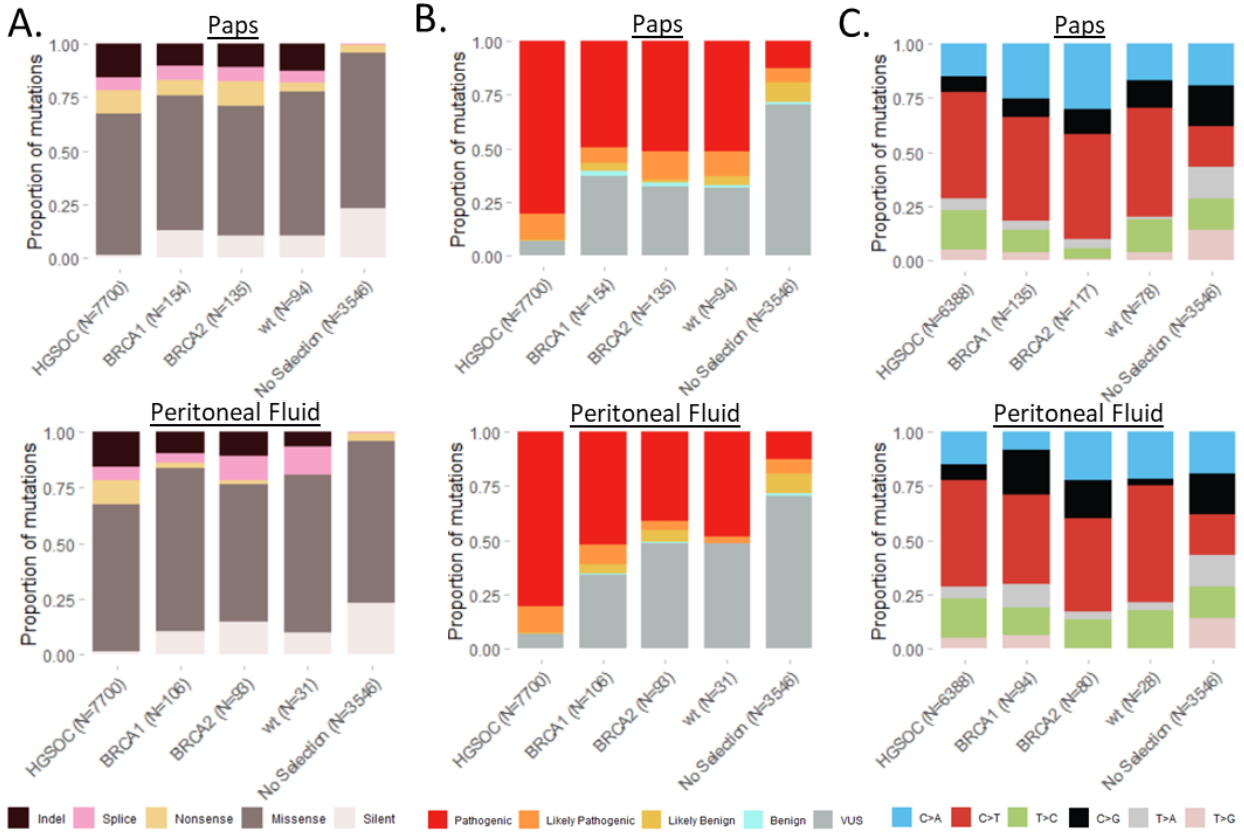 A.
Paps
Proportion of mutations
1.00
0.75
0.50
0.25
0.00
HGSOC (N=7700)
BRCA1 (N=154)
BRCA2 (N=135)
wt (N=94)
No Selection (N=3546)
Peritoneal Fluid
Proportion of mutations
1.00
0.75
0.50
0.25
0.00
HGSOC (N=7700)
BRCA1 (N=106)
BRCA2 (N=93)
wt (N=31)
No Selection (N=3546)
Indel Splice Nonsense Missense Silent
B.
Paps
Proportion of mutations
1.00
0.75
0.50
0.25
0.00
HGSOC (N=7700)
BRCA1 (N=154)
BRCA2 (N=135)
wt (N=94)
No Selection (N=3546)
Peritoneal Fluid
Proportion of mutations
1.00
0.75
0.50
0.25
0.00
HGSOC (N=7700)
BRCA1 (N=106)
BRCA2 (N=93)
wt (N=31)
No Selection (N=3546)
Pathogenic Likely Pathogenic Likely Benign Benign VUS
C.
Paps
Proportion of mutations
1.00
0.75
0.50
0.25
0.00
HGSOC (N=6388)
BRCA1 (N=135)
BRCA2 (N=117)
wt (N=78)
No Selection (N=3546)
Peritoneal Fluid
Proportion of mutations
1.00
0.75
0.50
0.25
0.00
HGSOC (N=6388)
BRCA1 (N=94)
BRCA2 (N=80)
wt (N=28)
No Selection (N=3546)
C>A C>T T>C C>G T>A T>G